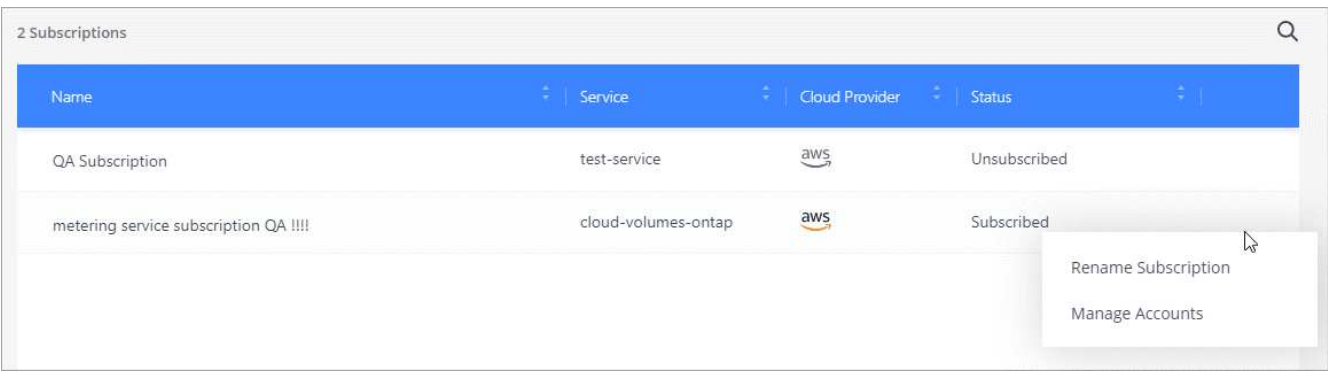 2 Subscriptions
Name Service Cloud Provider Status
QA Subscription test-service aws Unsubscribed
metering service subscription QA !!!! cloud-volumes-ontap aws Subscribed
Rename Subscription
Manage Accounts